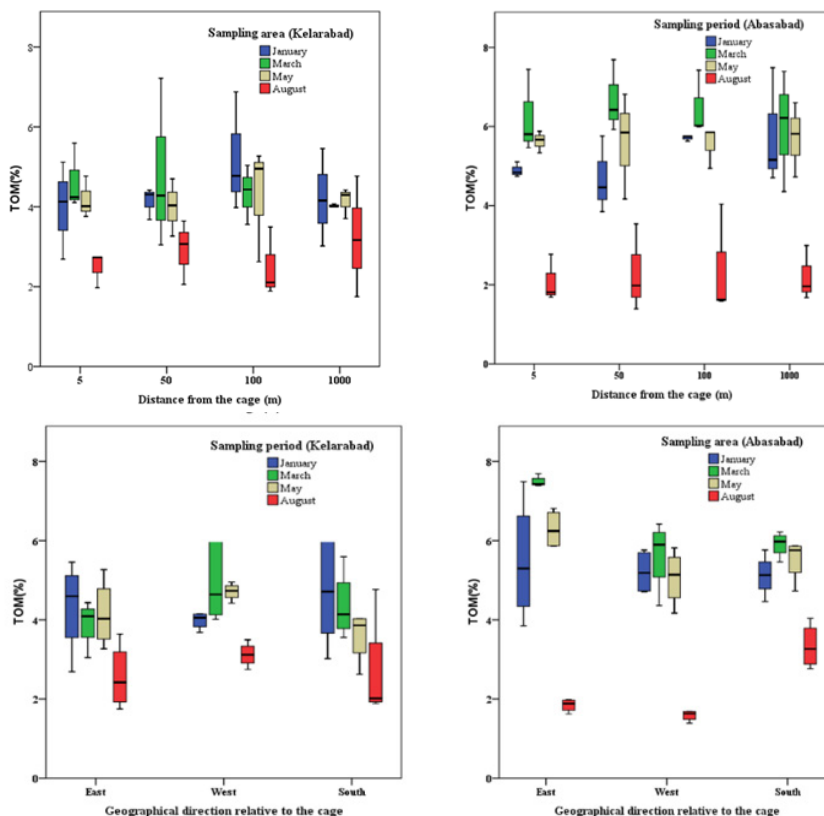 Sampling area (Kelarabad)
January
March
May
August
8
6
4
2
0
TOM(%)
5 50 100 1000
Distance from the cage (m)
Sampling period (Abasabad)
January
March
May
August
8
6
4
2
0
TOM(%)
5 50 100 1000
Distance from the cage (m)
Sampling period (Kelarabad)
January
March
May
August
8
6
4
2
0
TOM(%)
East West South
Geographical direction relative to the cage
Sampling area (Abasabad)
January
March
May
August
8
6
4
2
0
TOM(%)
East West South
Geographical direction relative to the cage